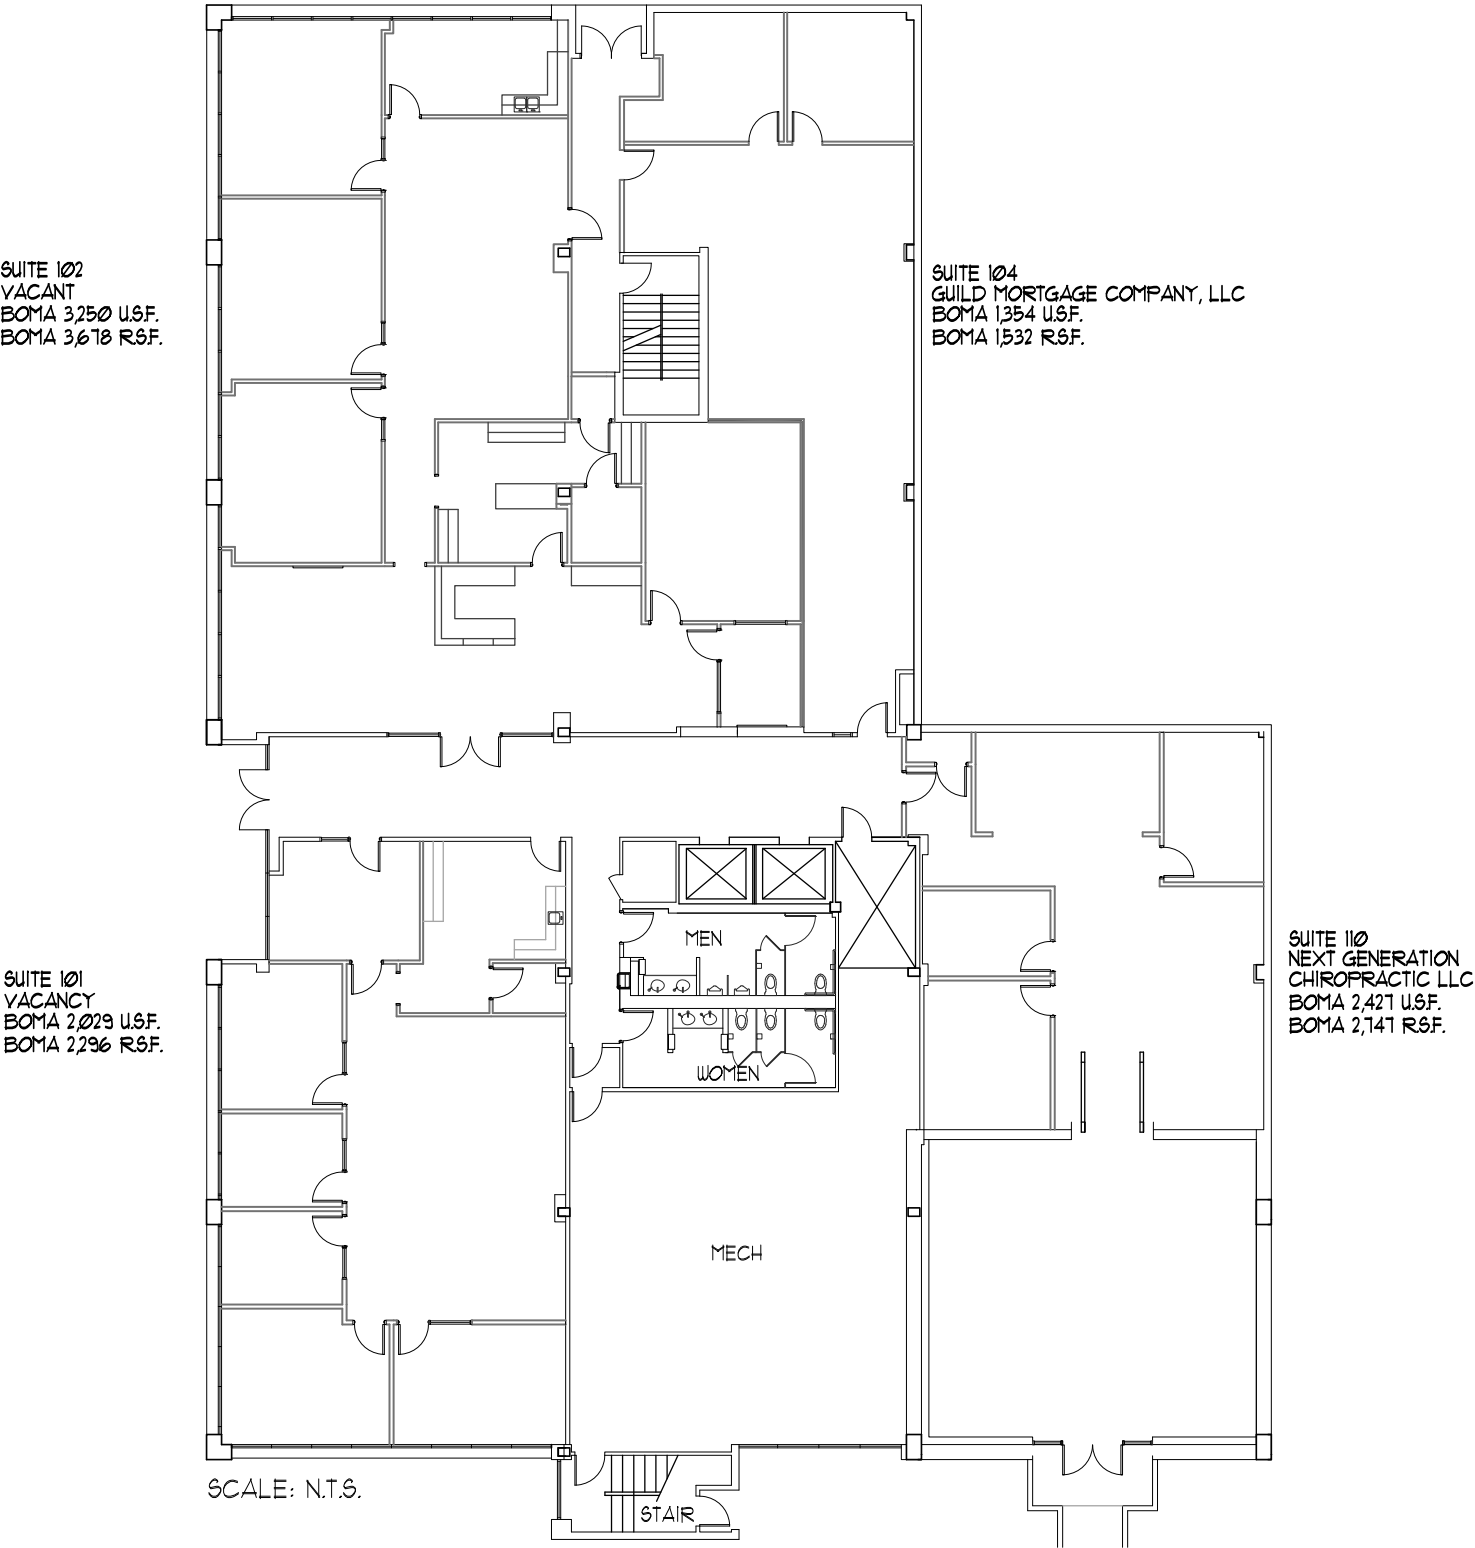 SUITE 102
VACANT
BOMA 3,250 U.S.F.
BOMA 3,678 R.S.F.
SUITE 104
GUILD MORTGAGE COMPANY, LLC
BOMA 1,354 U.S.F.
BOMA 1,532 R.S.F.
MEN
SUITE 110
NEXT GENERATION
CHIROPRACTIC LLC
BOMA 2,427 U.S.F.
BOMA 2,747 R.S.F.
SUITE 101
VACANCY
BOMA 2,029 U.S.F.
BOMA 2,296 R.S.F.
WOMEN
MECH
SCALE: N.T.S.
STAIR